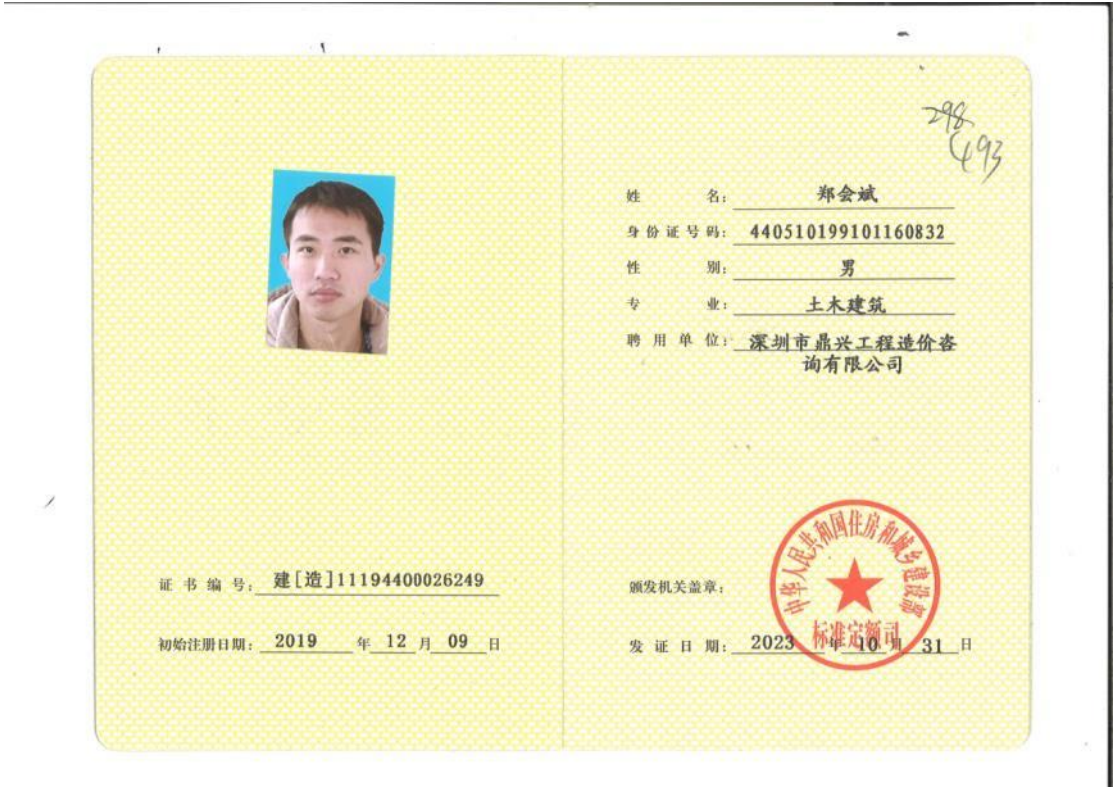 298
493
姓 名: 郑会斌
身份证号码: 440510199101160832
性 别: 男
专 业: 土木建筑
聘用单位: 深圳市鼎兴工程造价咨
询有限公司
证书编号: 建[造]11194400026249
初始注册日期: 2019 年 12 月 09 日
颁发机关盖章:
中华人民共和国住房和城乡建设部
标准定额司
发证日期: 2023 年 10 月 31 日